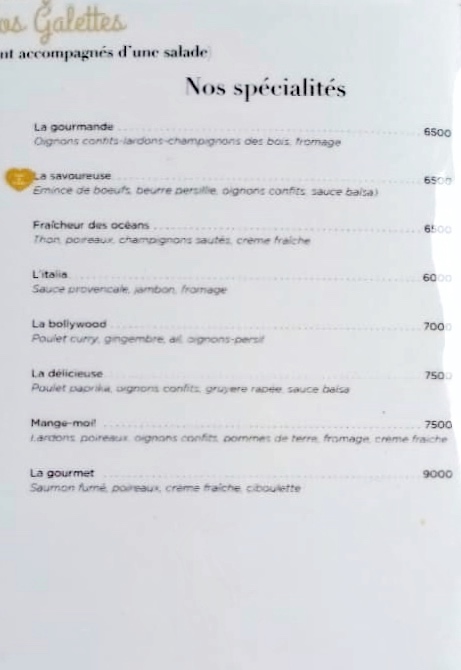 os Galettes
nt accompagnés d'une salade)
Nos spécialités
La gourmande 6500
Oignons confits-lardons-champignons des bois, fromage
La savoureuse 6500
Emince de boeufs, beurre persillie, oignons confits, sauce balsa)
Fraîcheur des océans 6500
Thon, poireaux, champignons sautés, crème fraîche
L'italia 6000
Sauce provencale, jambon, fromage
La bollywood 7000
Poulet curry, gingembre, ail, oignons-persil
La délicieuse 7500
Poulet paprika, oignons confits, gruyere rapée, sauce balsa
Mange-moi! 7500
Lardons, poireaux, oignons confits, pommes de terre, fromage, crème fraiche
La gourmet 9000
Saumon fumé, poireaux, crème fraîche, ciboulette